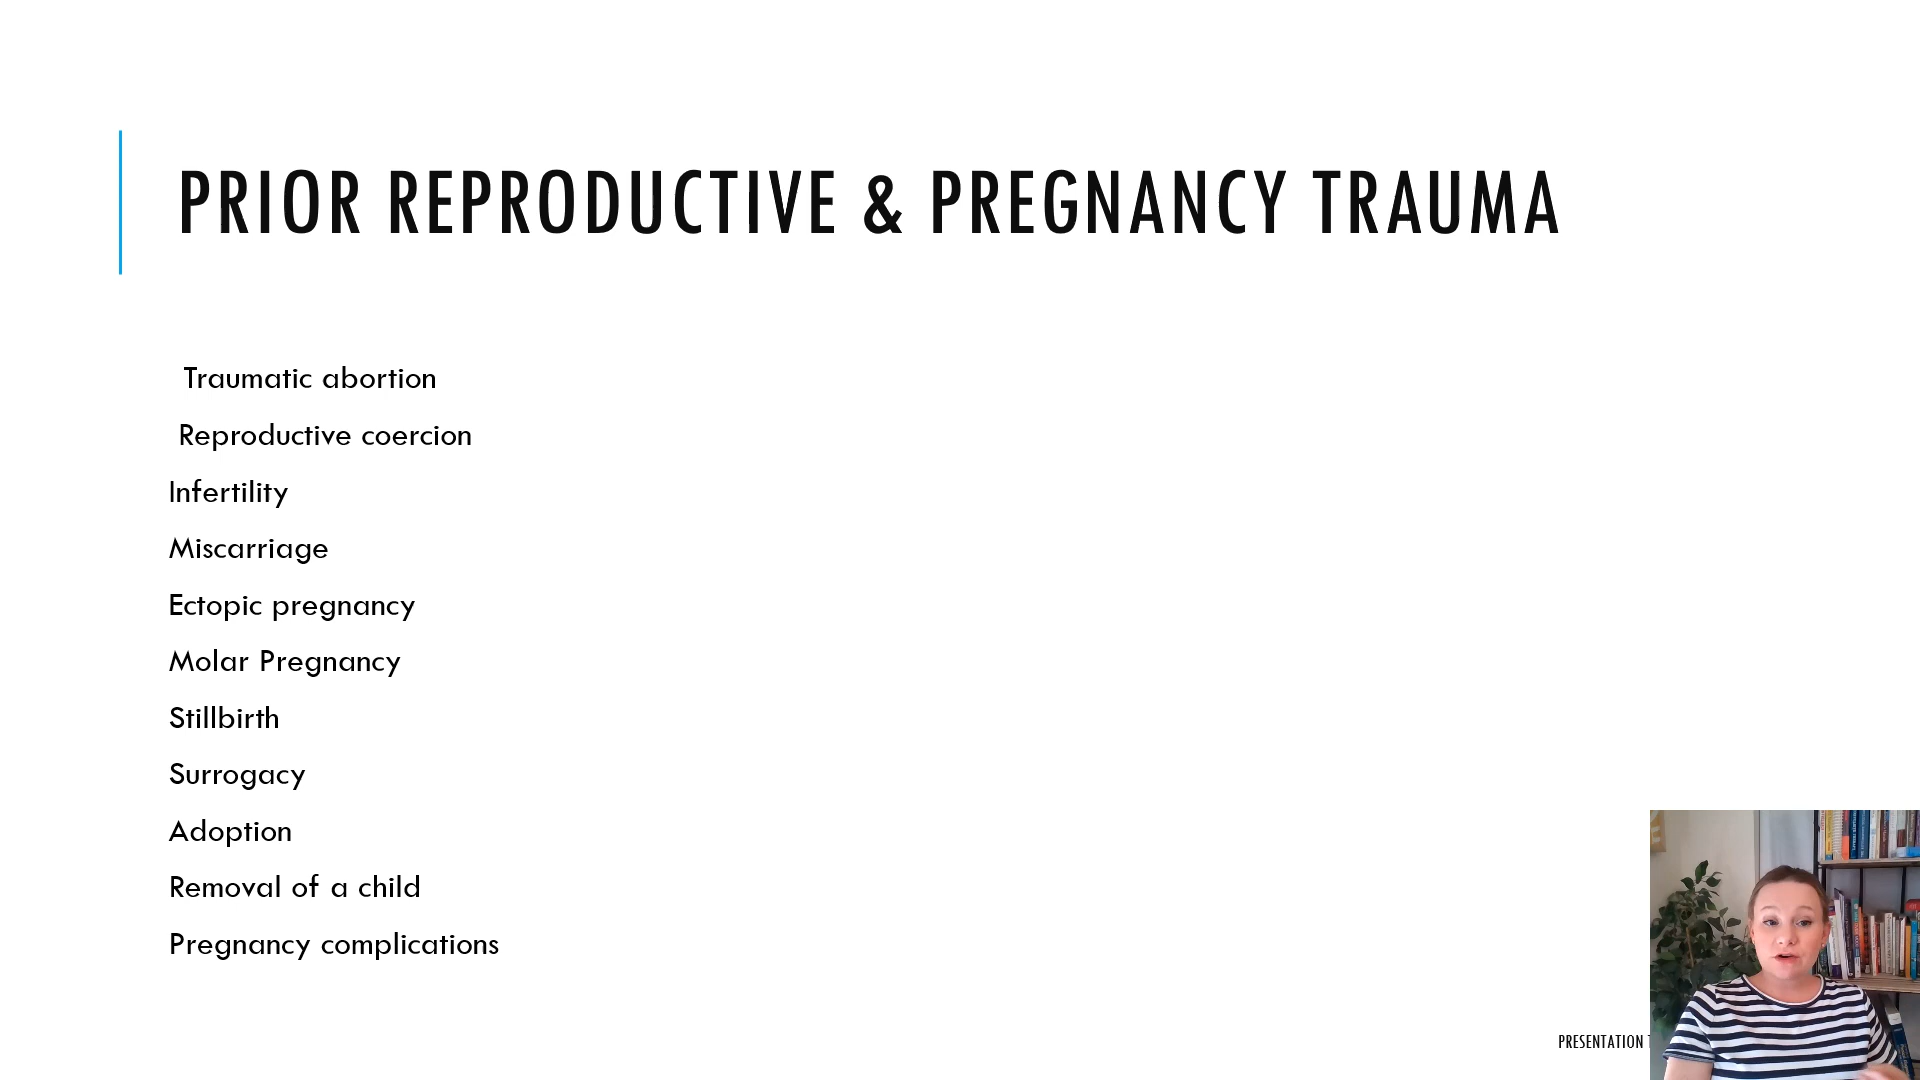 PRIOR REPRODUCTIVE & PREGNANCY TRAUMA
Traumatic abortion
Reproductive coercion
Infertility
Miscarriage
Ectopic pregnancy
Molar Pregnancy
Stillbirth
Surrogacy
Adoption
Removal of a child
Pregnancy complications
PRESENTATION